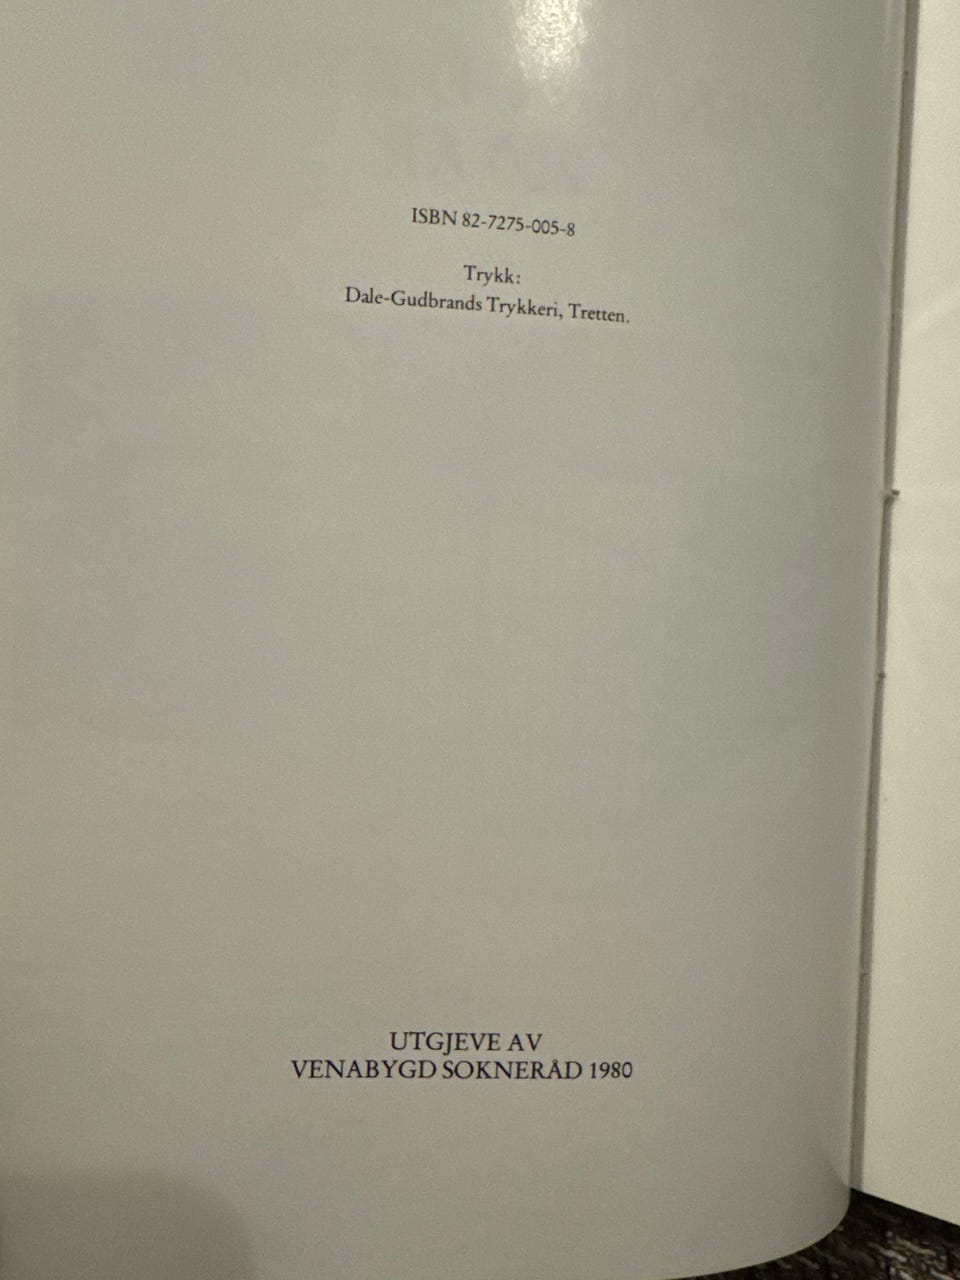 ISBN 82-7275-005-8
Trykk:
Dale-Gudbrands Trykkeri, Tretten.
UTGJEVE AV
VENABYGD SOKNERÅD 1980